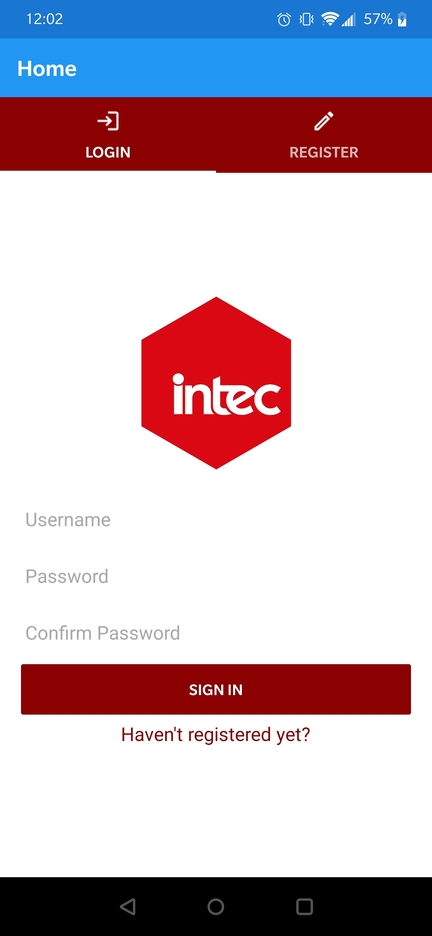 12:02
57%
Home
LOGIN
REGISTER
intec
Username
Password
Confirm Password
SIGN IN
Haven't registered yet?